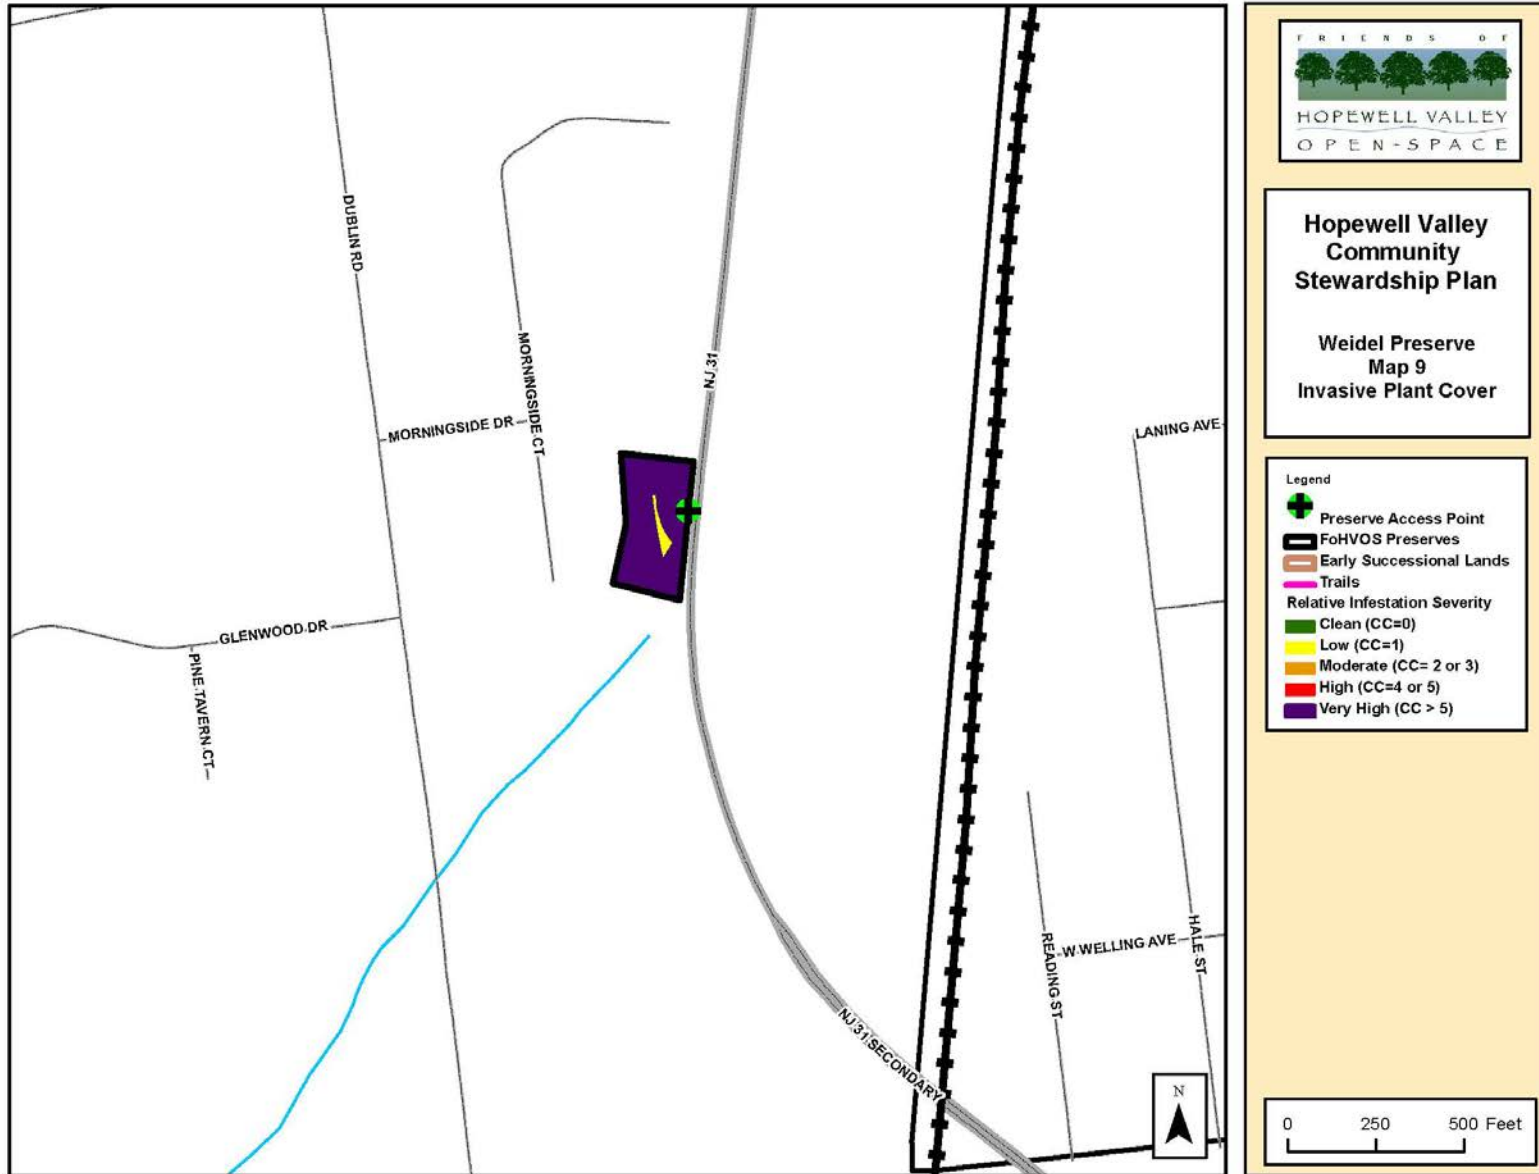 DUBLIN RD
MORNINGSIDE DR
MORNINGSIDE CT
NJ 31
LANING AVE
GLENWOOD DR
PINE TAVERN CT
NJ 31 SECONDARY
READING ST
W WELLING AVE
HALE ST
N
FRIENDS OF
HOPEWELL VALLEY
OPEN-SPACE
Hopewell Valley
Community
Stewardship Plan
Weidel Preserve
Map 9
Invasive Plant Cover
Legend
Preserve Access Point
FoHVOS Preserves
Early Successional Lands
Trails
Relative Infestation Severity
Clean (CC=0)
Low (CC=1)
Moderate (CC= 2 or 3)
High (CC=4 or 5)
Very High (CC > 5)
0 250 500 Feet